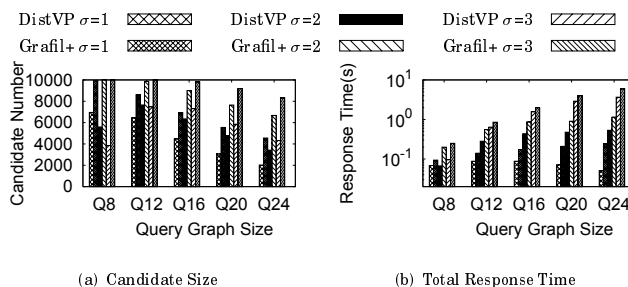 DistVP σ=1 DistVP σ=2 DistVP σ=3
Grafil+ σ=1 Grafil+ σ=2 Grafil+ σ=3
10000
8000
6000
4000
2000
0
Candidate Number
Q8 Q12 Q16 Q20 Q24
Query Graph Size
(a) Candidate Size
10^1
10^0
10^-1
Response Time(s)
Q8 Q12 Q16 Q20 Q24
Query Graph Size
(b) Total Response Time